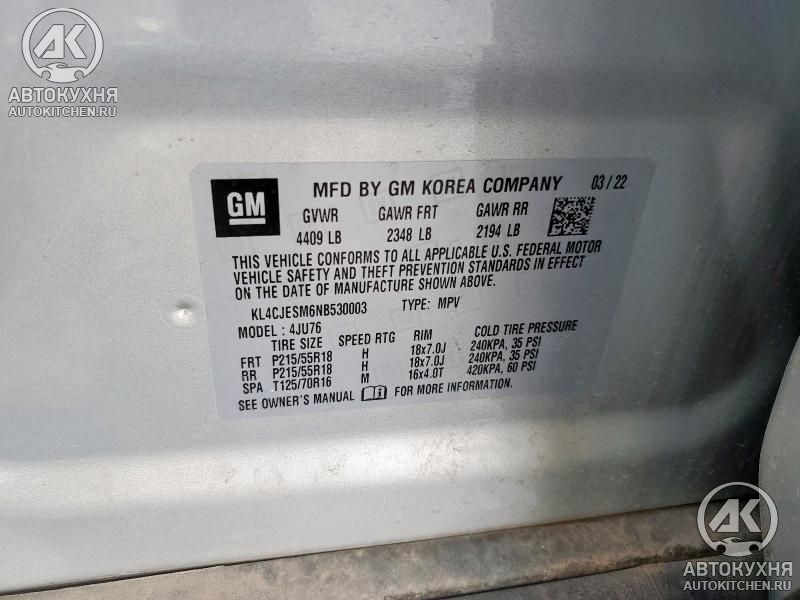 АВТОКУХНЯ
AUTOKITCHEN.RU
GM
MFD BY GM KOREA COMPANY 03/22
GVWR GAWR FRT GAWR RR
4409 LB 2348 LB 2194 LB
THIS VEHICLE CONFORMS TO ALL APPLICABLE U.S. FEDERAL MOTOR
VEHICLE SAFETY AND THEFT PREVENTION STANDARDS IN EFFECT
ON THE DATE OF MANUFACTURE SHOWN ABOVE.
KL4CJESM6NB530003 TYPE: MPV
MODEL: 4JU76
TIRE SIZE SPEED RTG RIM COLD TIRE PRESSURE
FRT P215/55R18 H 18x7.0J 240KPA, 35 PSI
RR P215/55R18 H 18x7.0J 240KPA, 35 PSI
SPA T125/70R16 M 16x4.0T 420KPA, 60 PSI
SEE OWNER'S MANUAL FOR MORE INFORMATION.
АВТОКУХНЯ
AUTOKITCHEN.RU